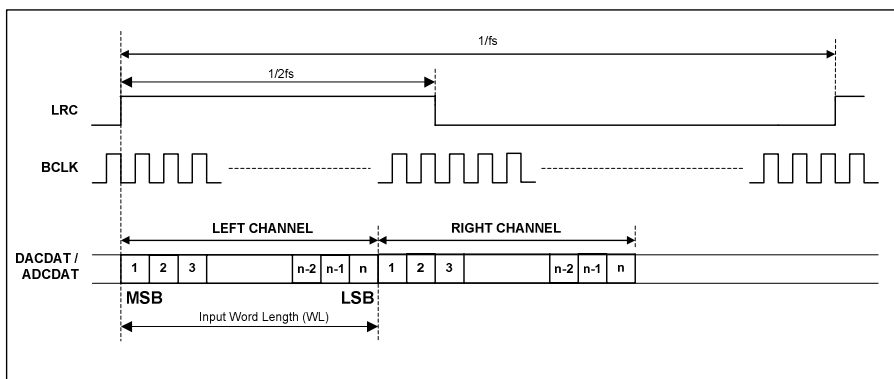 1/fs
1/2fs
LRC
BCLK
LEFT CHANNEL
RIGHT CHANNEL
DACDAT /
ADCDAT
1 2 3 n-2 n-1 n 1 2 3 n-2 n-1 n
MSB LSB
Input Word Length (WL)